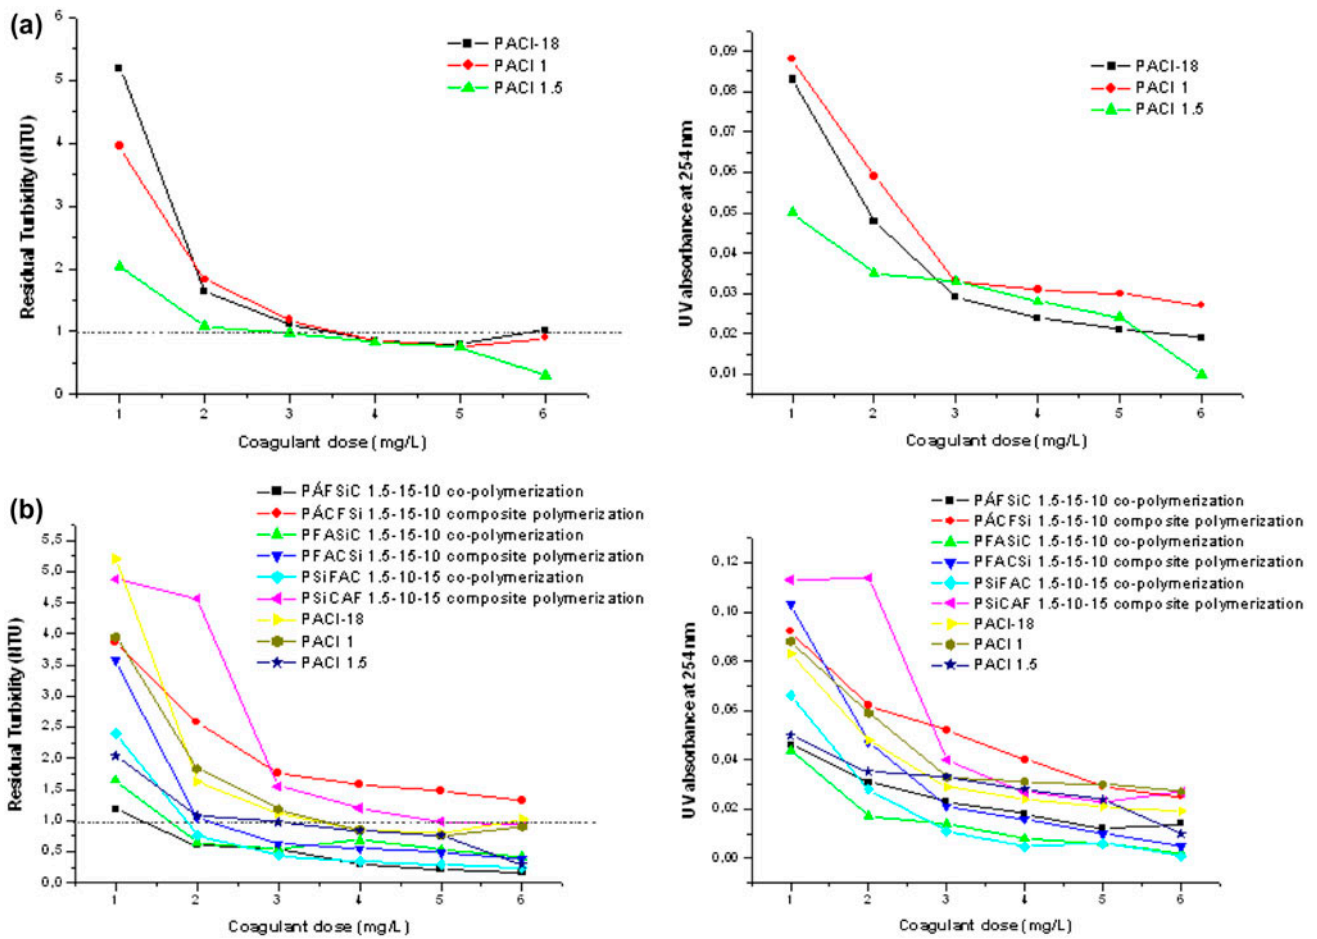 (a)
6
5
4
3
2
1
0
Residual Turbidity (NTU)
PACl-18
PACl 1
PACl 1.5
1 2 3 4 5 6
Coagulant dose (mg/L)
0,09
0,08
0,07
0,06
0,05
0,04
0,03
0,02
0,01
UV absorbance at 254 nm
PACl-18
PACl 1
PACl 1.5
1 2 3 4 5 6
Coagulant dose (mg/L)
(b)
PÁFSiC 1.5-15-10 co-polymerization
PÁCFSi 1.5-15-10 composite polymerization
PFASiC 1.5-15-10 co-polymerization
PFACSi 1.5-15-10 composite polymerization
PSiFAC 1.5-10-15 co-polymerization
PSiCAF 1.5-10-15 composite polymerization
PACl-18
PACl 1
PACl 1.5
5,5
5,0
4,5
4,0
3,5
3,0
2,5
2,0
1,5
1,0
0,5
0,0
Residual Turbidity (NTU)
1 2 3 4 5 6
Coagulant dose (mg/L)
PÁFSiC 1.5-15-10 co-polymerization
PÁCFSi 1.5-15-10 composite polymerization
PFASiC 1.5-15-10 co-polymerization
PFACSi 1.5-15-10 composite polymerization
PSiFAC 1.5-10-15 co-polymerization
PSiCAF 1.5-10-15 composite polymerization
PACl-18
PACl 1
PACl 1.5
0,12
0,10
0,08
0,06
0,04
0,02
0,00
UV absorbance at 254 nm
1 2 3 4 5 6
Coagulant dose (mg/L)